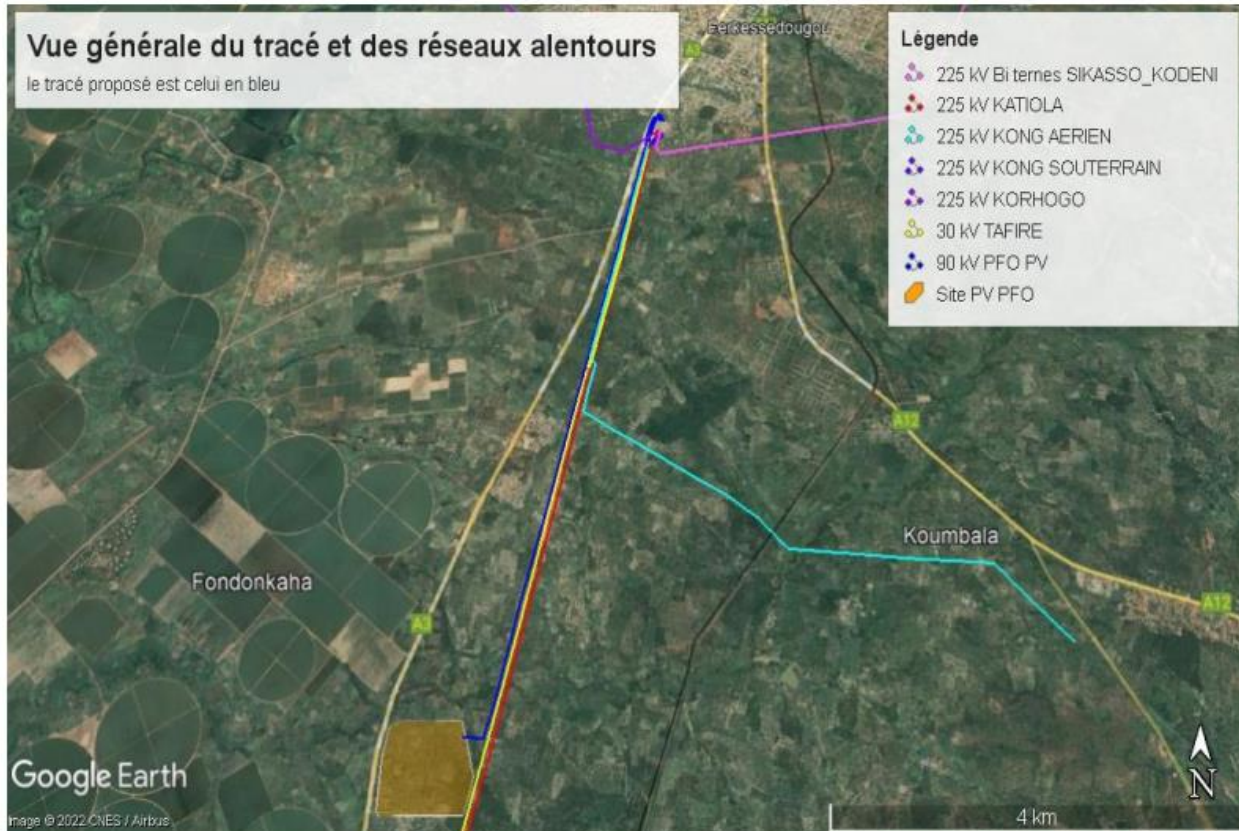 Vue générale du tracé et des réseaux alentours
le tracé proposé est celui en bleu
Ferkessédougou
A3
Légende
225 kV Bi ternes SIKASSO_KODENI
225 kV KATIOLA
225 kV KONG AERIEN
225 kV KONG SOUTERRAIN
225 kV KORHOGO
30 kV TAFIRE
90 kV PFO PV
Site PV PFO
A12
Koumbala
Fondonkaha
A12
A3
N
Google Earth
4 km
Image © 2022 CNES / Airbus